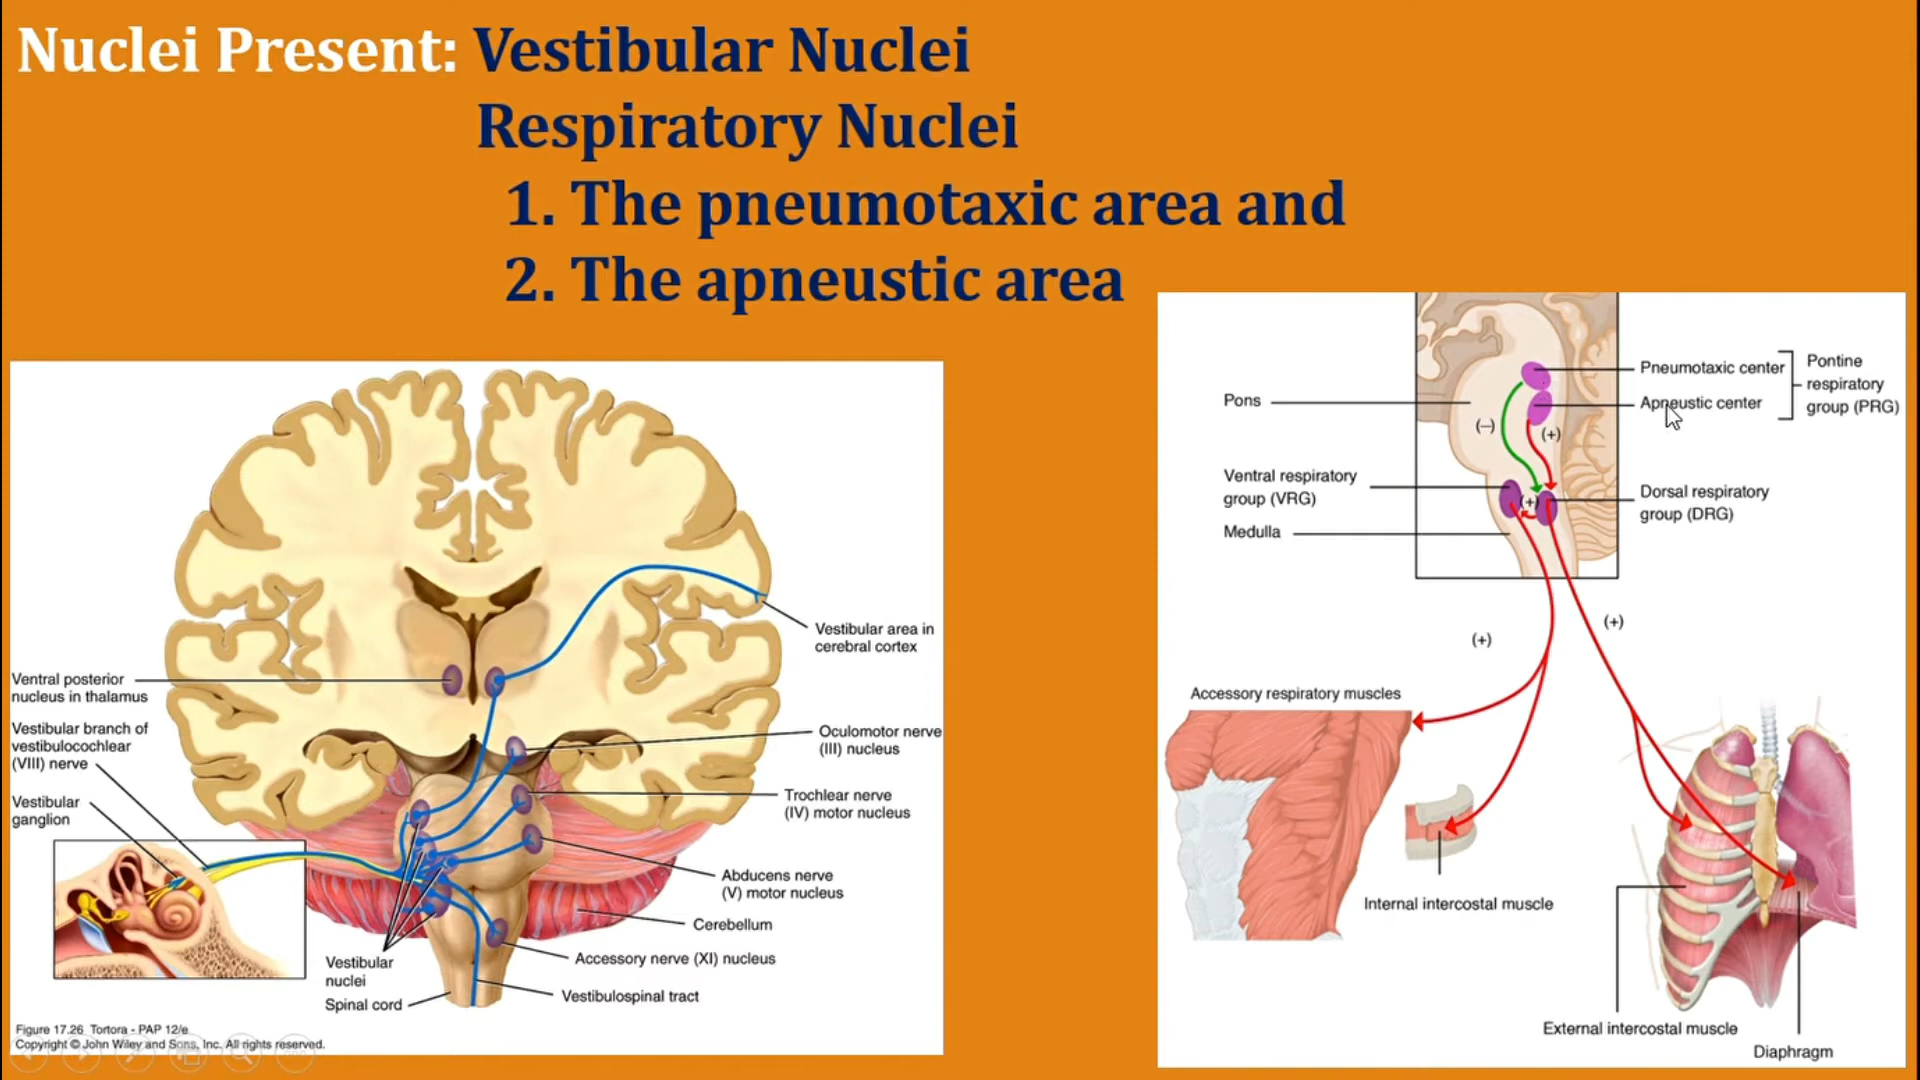 Nuclei Present: Vestibular Nuclei
Respiratory Nuclei
1. The pneumotaxic area and
2. The apneustic area
Ventral posterior
nucleus in thalamus
Vestibular branch of
vestibulocochlear
(VIII) nerve
Vestibular
ganglion
Vestibular area in
cerebral cortex
Oculomotor nerve
(III) nucleus
Trochlear nerve
(IV) motor nucleus
Abducens nerve
(V) motor nucleus
Cerebellum
Accessory nerve (XI) nucleus
Vestibulospinal tract
Vestibular
nuclei
Spinal cord
Figure 17.26 Tortora - PAP 12/e
Copyright © John Wiley and Sons, Inc. All rights reserved.
Pons
Ventral respiratory
group (VRG)
Medulla
Pneumotaxic center
Apneustic center
Pontine
respiratory
group (PRG)
Dorsal respiratory
group (DRG)
(–)
(+)
(+)
(+)
(+)
Accessory respiratory muscles
Internal intercostal muscle
External intercostal muscle
Diaphragm